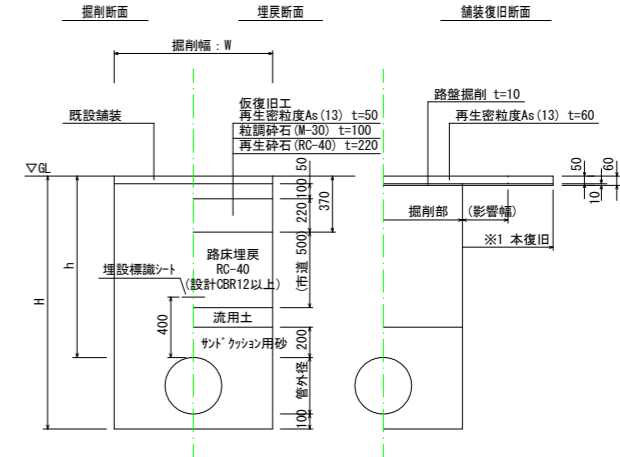 掘削断面
埋戻断面
舗装復旧断面
掘削幅：W
仮復旧工
再生密粒度As(13) t=50
粒調砕石(M-30) t=100
再生砕石(RC-40) t=220
既設舗装
路盤掘削 t=10
再生密粒度As(13) t=60
▽GL
50
100
220
370
50
10
60
掘削部
(影響幅)
※1 本復旧
h
H
路床埋戻
RC-40
(設計CBR12以上)
(市道 500)
埋設標識シート
400
流用土
サンドクッション用砂
200
管外径
100